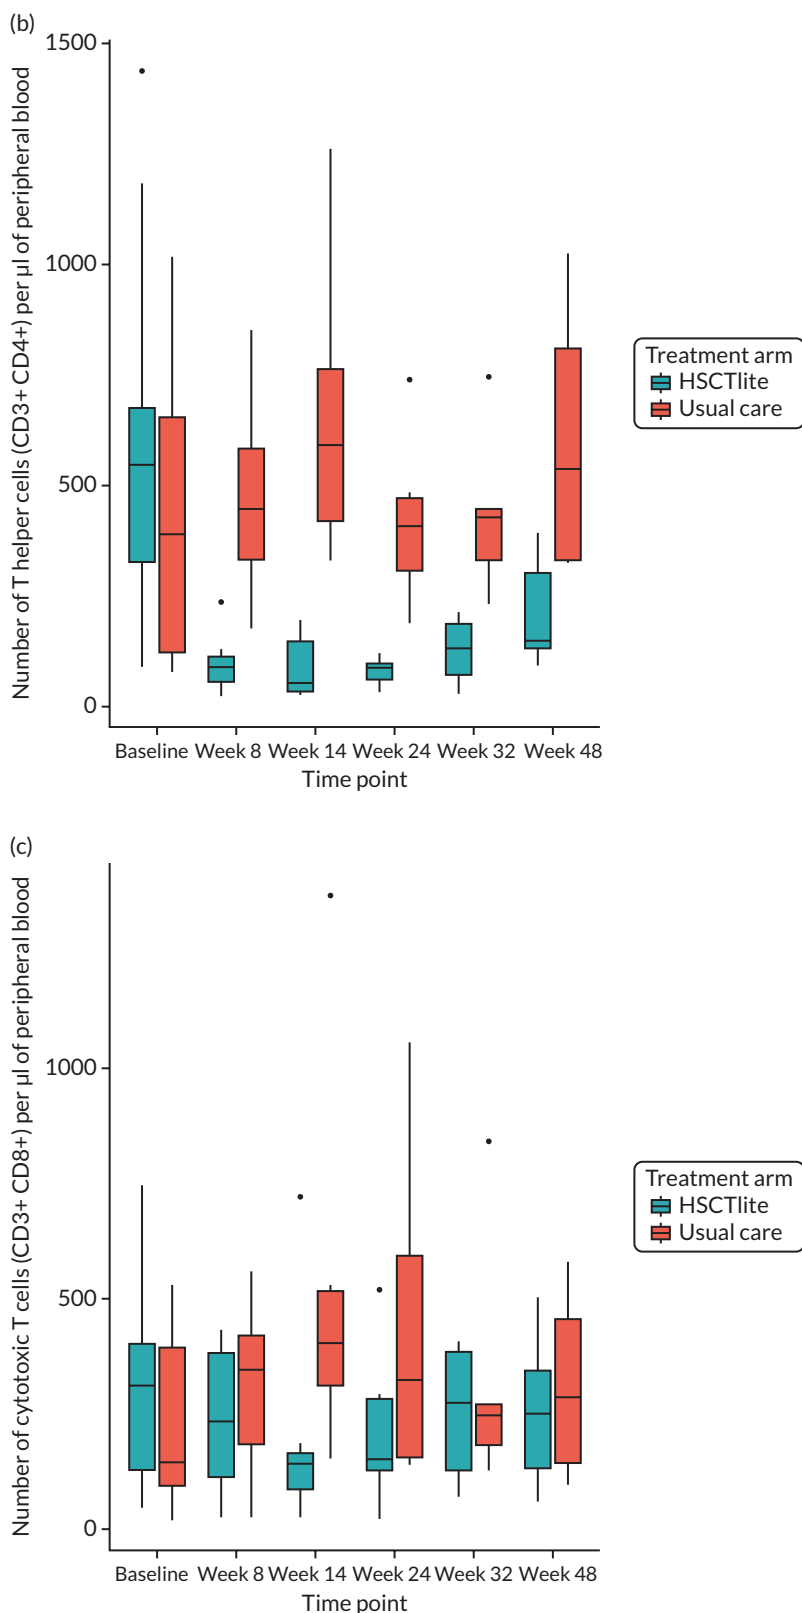 (b)
Number of T helper cells (CD3+ CD4+) per µl of peripheral blood
1500
1000
500
0
Baseline Week 8 Week 14 Week 24 Week 32 Week 48
Time point
Treatment arm
HSCTlite
Usual care
(c)
Number of cytotoxic T cells (CD3+ CD8+) per µl of peripheral blood
1000
500
0
Baseline Week 8 Week 14 Week 24 Week 32 Week 48
Time point
Treatment arm
HSCTlite
Usual care